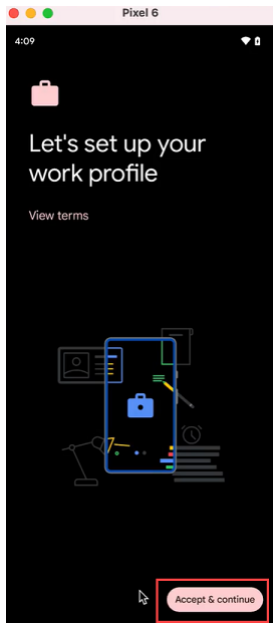 Pixel 6
4:09
Let's set up your
work profile
View terms
Accept & continue